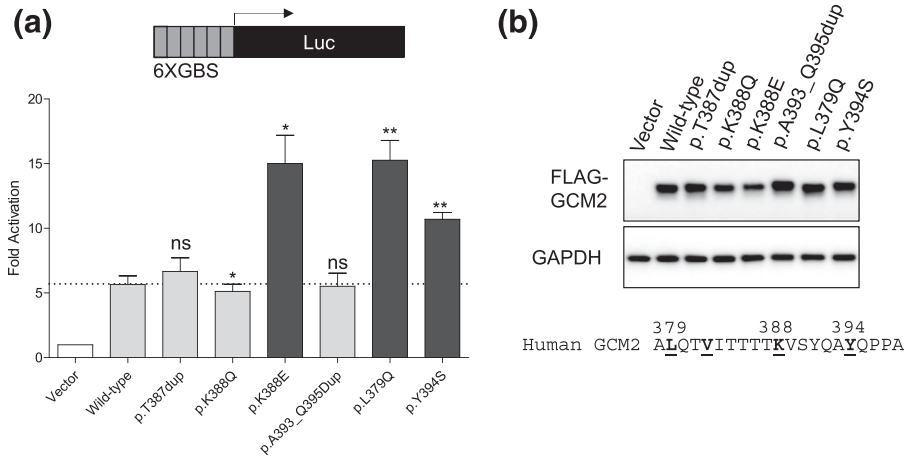 (a)
Luc
6XGBS
20
15
10
5
0
Fold Activation
ns
*
*
ns
**
**
Vector
Wild-type
p.T387dup
p.K388Q
p.K388E
p.A393_Q395Dup
p.L379Q
p.Y394S
(b)
Vector
Wild-type
p.T387dup
p.K388Q
p.K388E
p.A393_Q395dup
p.L379Q
p.Y394S
FLAG-
GCM2
GAPDH
379 388 394
Human GCM2 ALQTVITTTTKVSYQAYQPPA